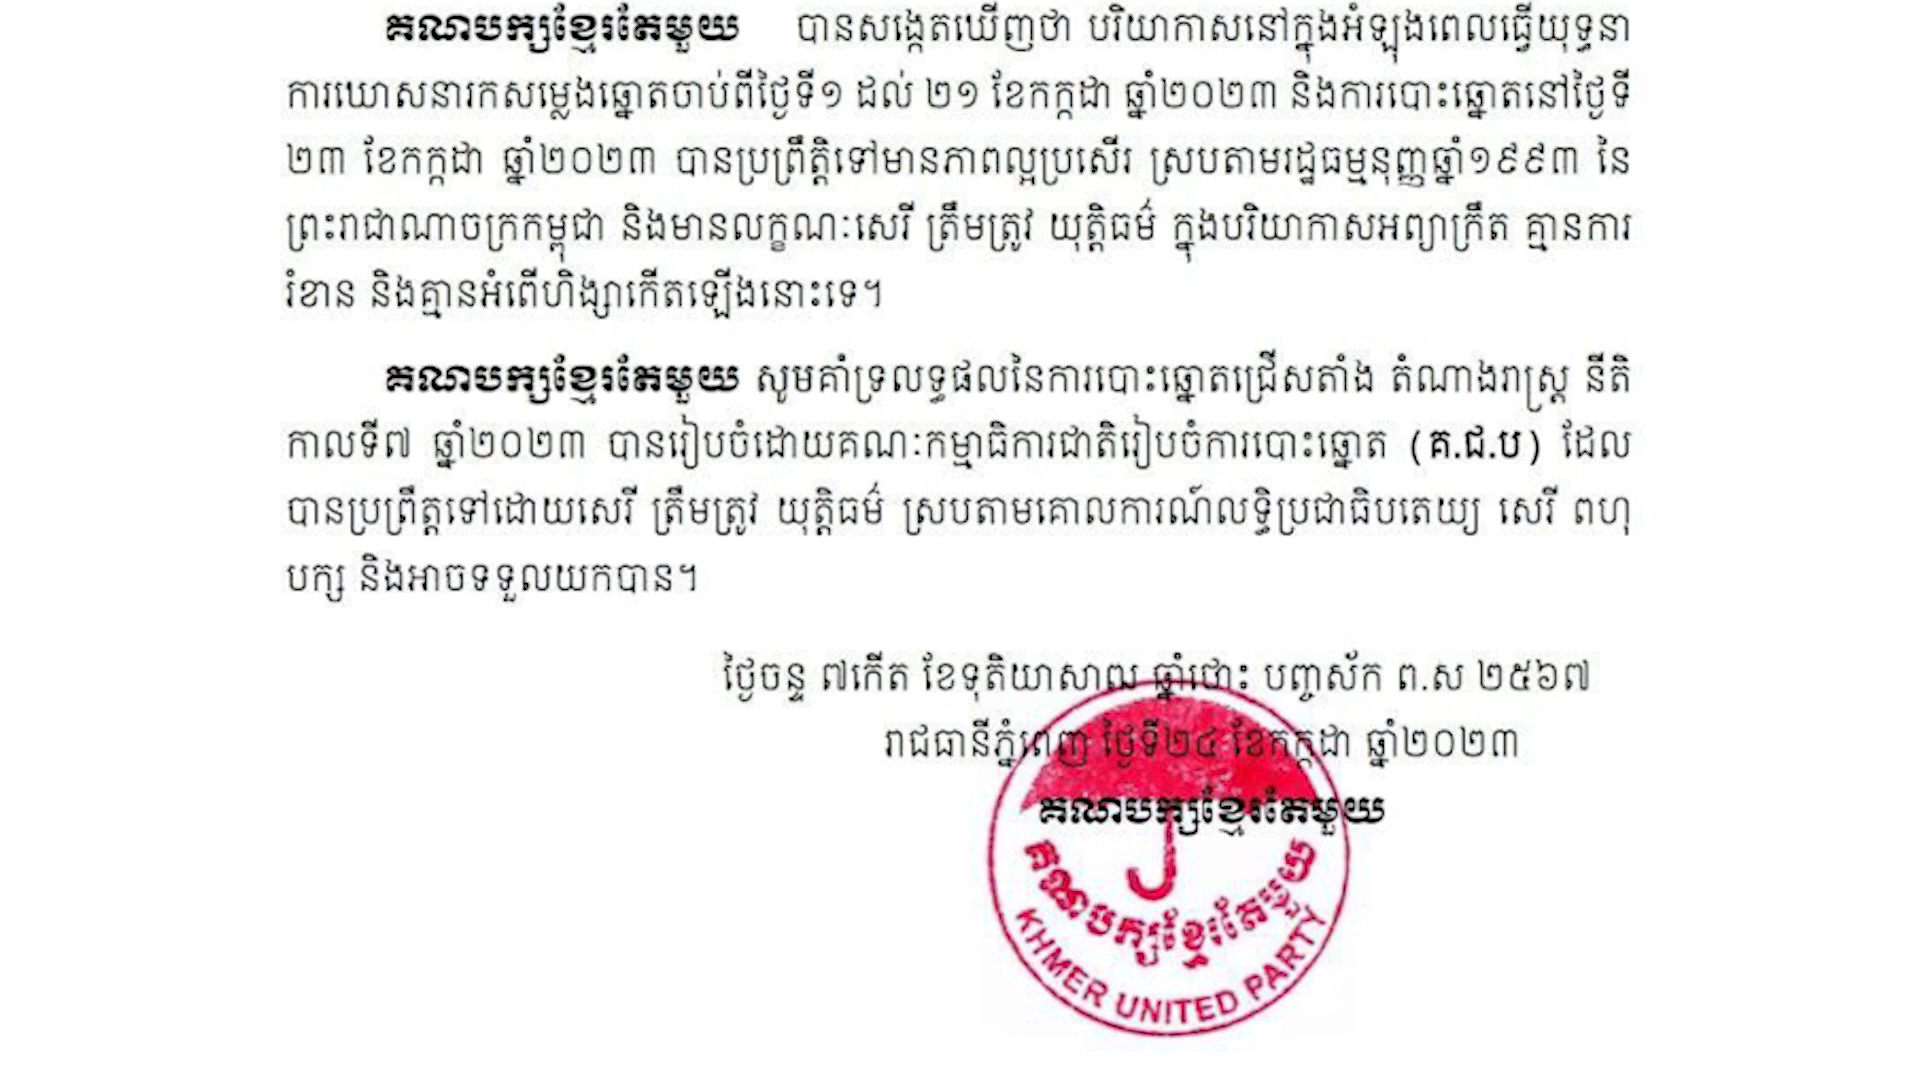 គណបក្សខ្មែរតែមួយ បានសង្កេតឃើញថា បរិយាកាសនៅក្នុងអំឡុងពេលធ្វើយុទ្ធនា
ការឃោសនារកសម្លេងឆ្នោតចាប់ពីថ្ងៃទី១ ដល់ ២១ ខែកក្កដា ឆ្នាំ២០២៣ និងការបោះឆ្នោតនៅថ្ងៃទី
២៣ ខែកក្កដា ឆ្នាំ២០២៣ បានប្រព្រឹត្តិទៅមានភាពល្អប្រសើរ ស្របតាមរដ្ឋធម្មនុញ្ញឆ្នាំ១៩៩៣ នៃ
ព្រះរាជាណាចក្រកម្ពុជា និងមានលក្ខណៈសេរី ត្រឹមត្រូវ យុត្តិធម៌ ក្នុងបរិយាកាសអព្យាក្រឹត គ្មានការ
រំខាន និងគ្មានអំពើហិង្សាកើតឡើងនោះទេ។
គណបក្សខ្មែរតែមួយ សូមគាំទ្រលទ្ធផលនៃការបោះឆ្នោតជ្រើសតាំង តំណាងរាស្ត្រ នីតិ
កាលទី៧ ឆ្នាំ២០២៣ បានរៀបចំដោយគណៈកម្មាធិការជាតិរៀបចំការបោះឆ្នោត (គ.ជ.ប) ដែល
បានប្រព្រឹត្តទៅដោយសេរី ត្រឹមត្រូវ យុត្តិធម៌ ស្របតាមគោលការណ៍លទ្ធិប្រជាធិបតេយ្យ សេរី ពហុ
បក្ស និងអាចទទួលយកបាន។
ថ្ងៃចន្ទ ៧កើត ខែទុតិយាសាឍ ឆ្នាំថោះ បញ្ចស័ក ព.ស ២៥៦៧
រាជធានីភ្នំពេញ ថ្ងៃទី២៤ ខែកក្កដា ឆ្នាំ២០២៣
គណបក្សខ្មែរតែមួយ
គណបក្សខ្មែរតែមួយ
KHMER UNITED PARTY